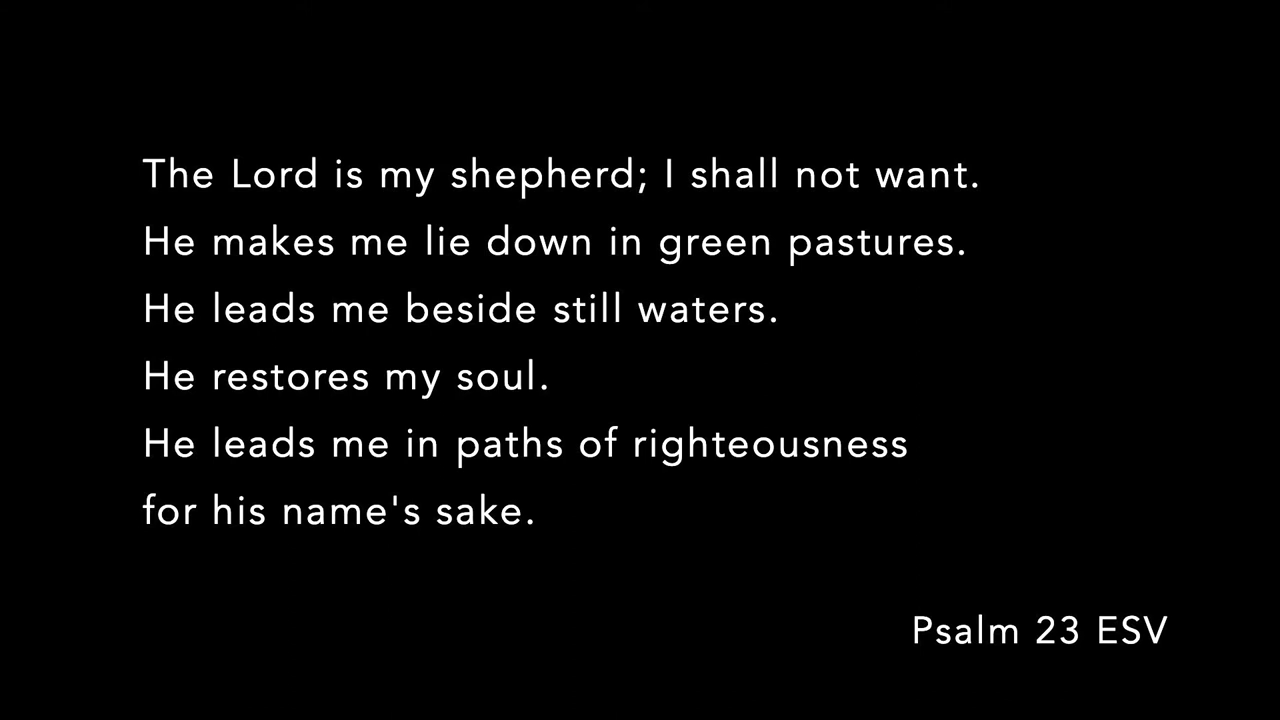 The Lord is my shepherd; I shall not want.
He makes me lie down in green pastures.
He leads me beside still waters.
He restores my soul.
He leads me in paths of righteousness
for his name's sake.
Psalm 23 ESV